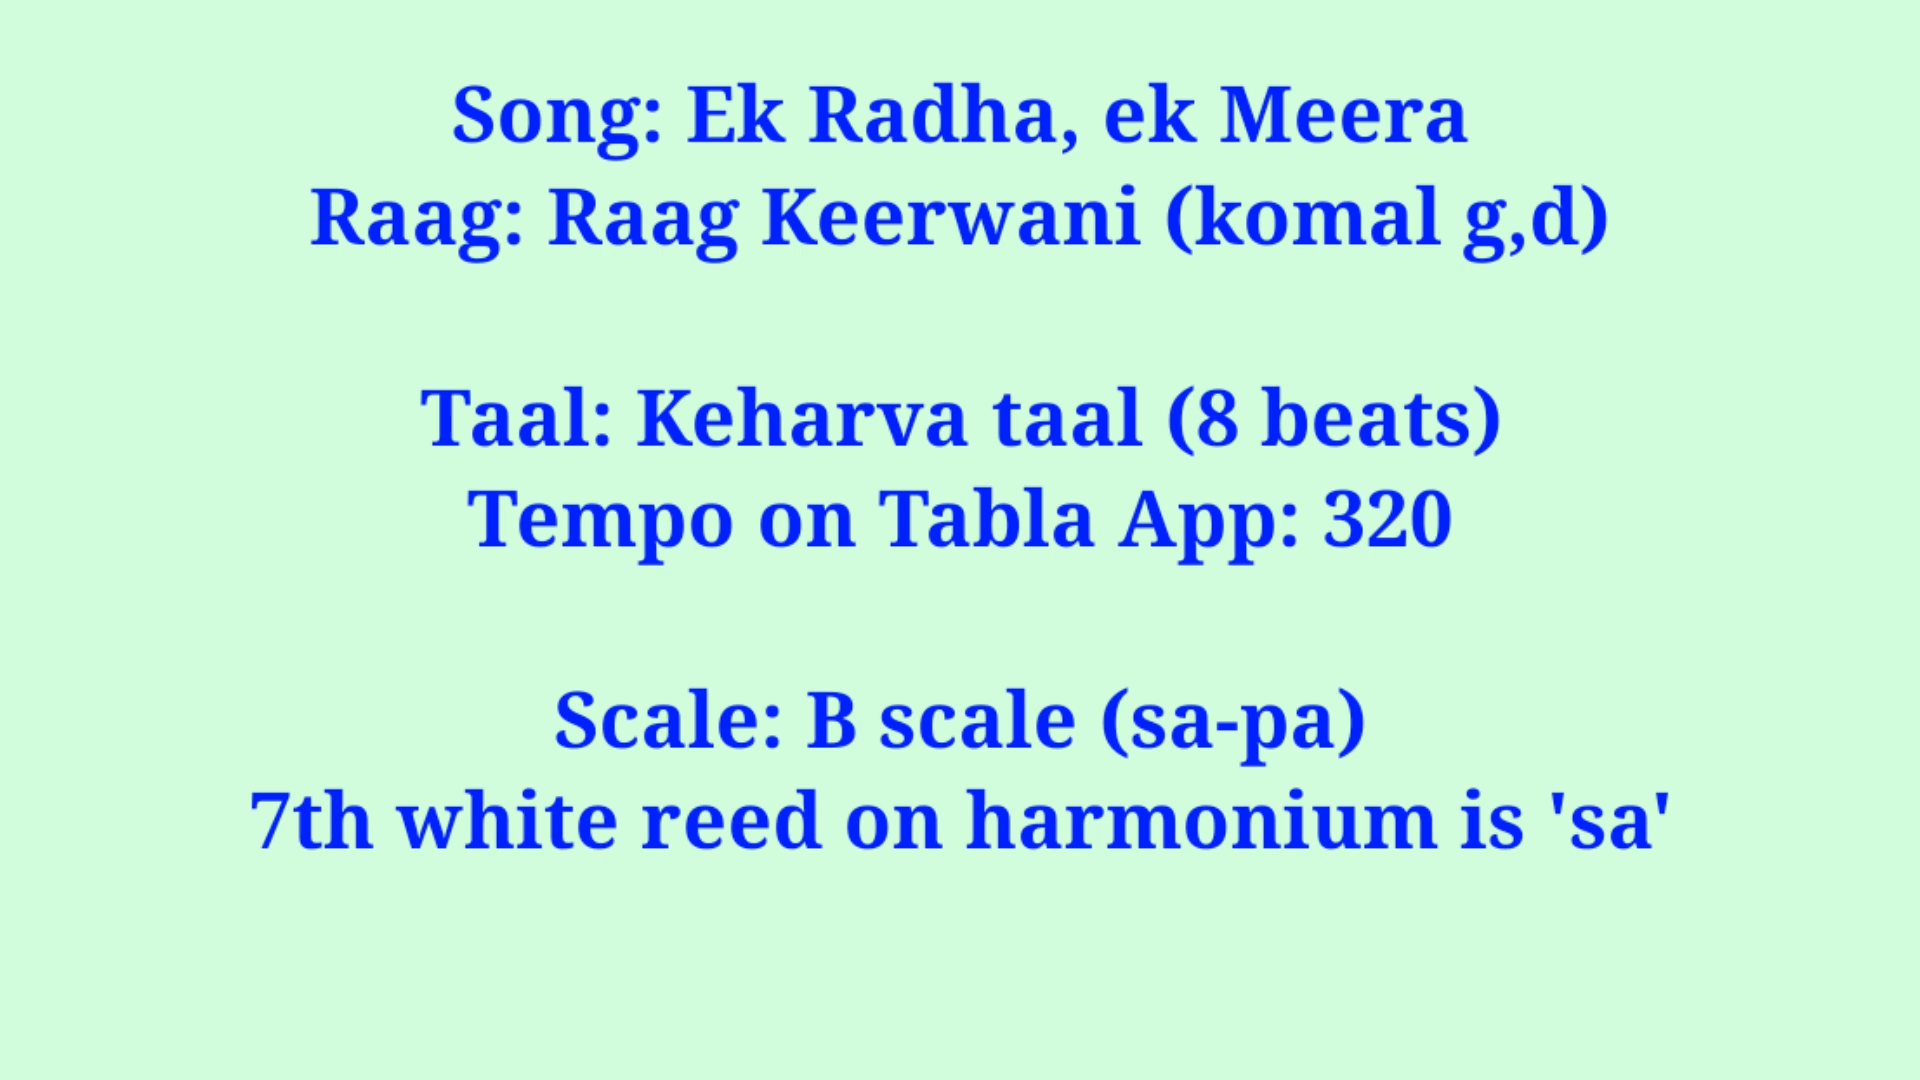 Song: Ek Radha, ek Meera
Raag: Raag Keerwani (komal g,d)
Taal: Keharva taal (8 beats)
Tempo on Tabla App: 320
Scale: B scale (sa-pa)
7th white reed on harmonium is 'sa'